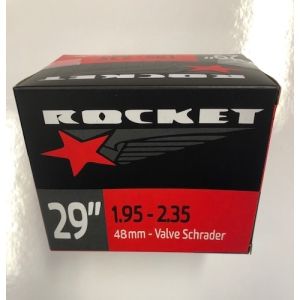 ROCKET
29"
1.95 - 2.35
48mm - Valve Schrader